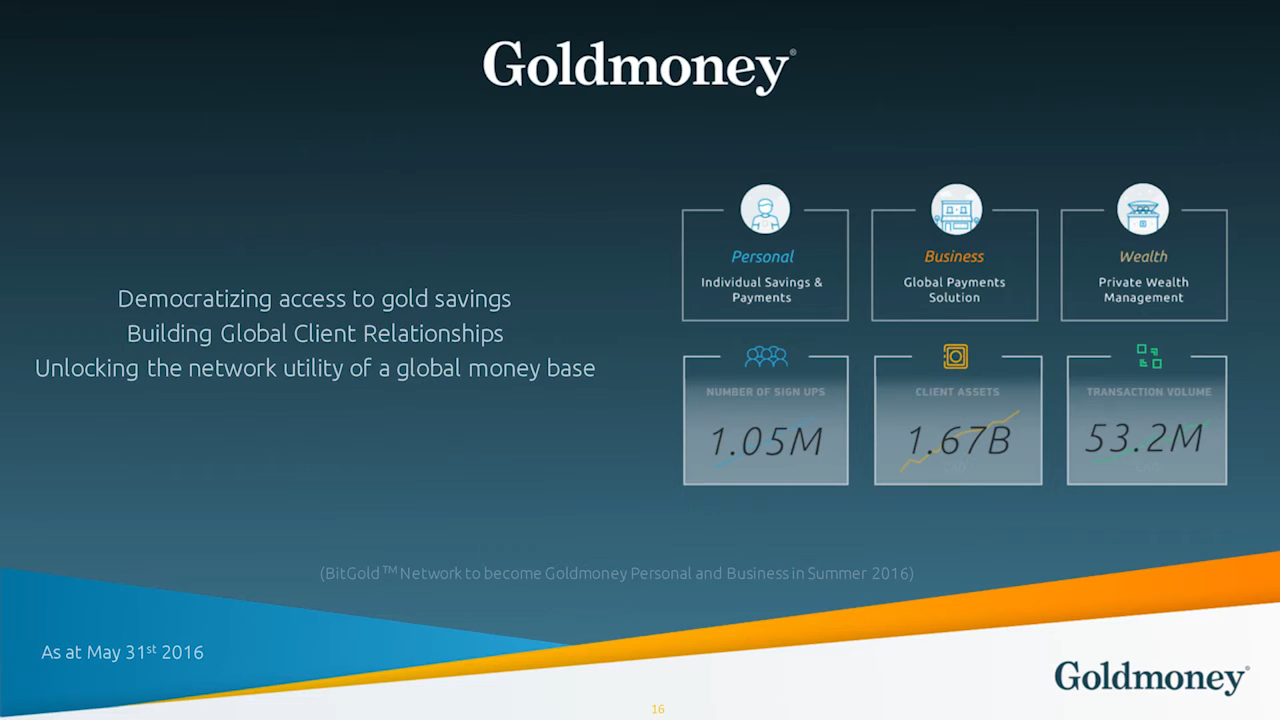 Goldmoney®
Democratizing access to gold savings
Building Global Client Relationships
Unlocking the network utility of a global money base
Personal
Individual Savings &
Payments
Business
Global Payments
Solution
Wealth
Private Wealth
Management
NUMBER OF SIGN UPS
1.05M
CLIENT ASSETS
1.67B
CAD
TRANSACTION VOLUME
53.2M
CAD
(BitGold™ Network to become Goldmoney Personal and Business in Summer 2016)
As at May 31st 2016
Goldmoney®
16